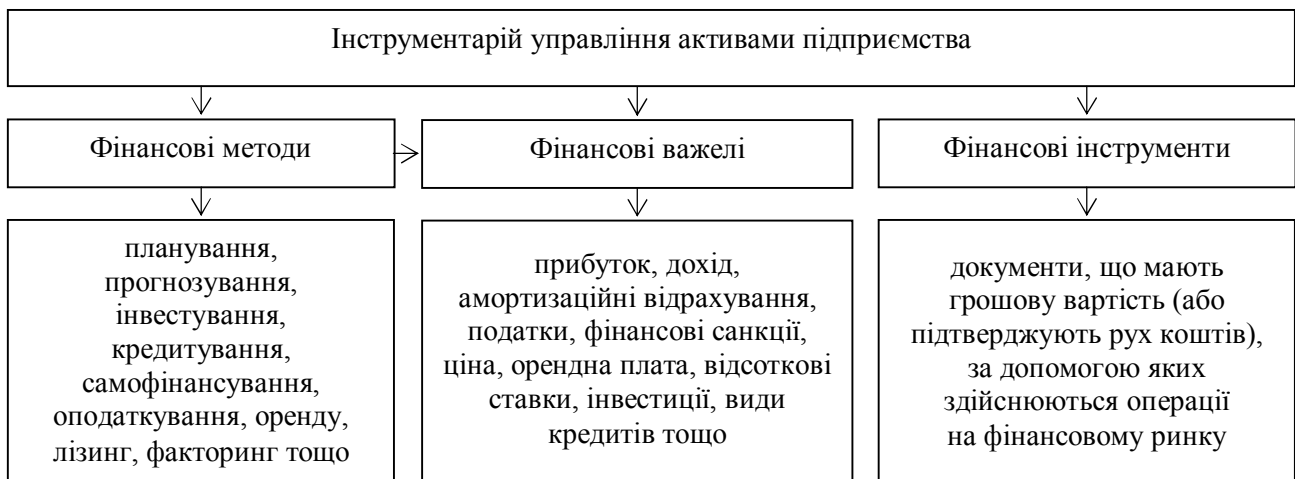 Інструментарій управління активами підприємства
Фінансові методи
Фінансові важелі
Фінансові інструменти
планування,
прогнозування,
інвестування,
кредитування,
самофінансування,
оподаткування, оренду,
лізинг, факторинг тощо
прибуток, дохід,
амортизаційні відрахування,
податки, фінансові санкції,
ціна, орендна плата, відсоткові
ставки, інвестиції, види
кредитів тощо
документи, що мають
грошову вартість (або
підтверджують рух коштів),
за допомогою яких
здійснюються операції
на фінансовому ринку